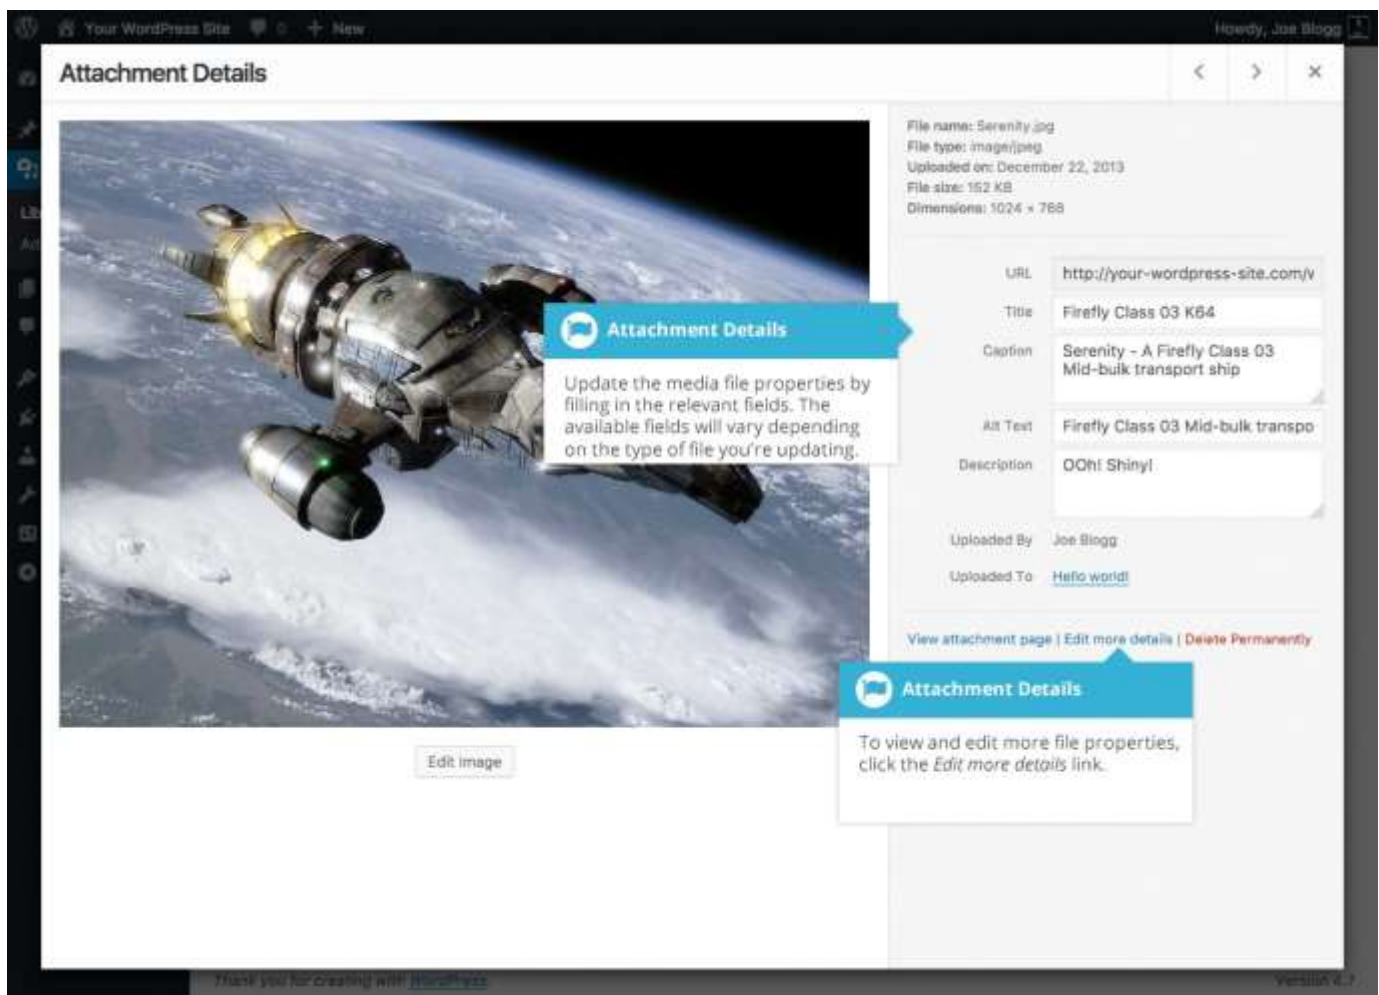 Your WordPress Site 0 + New
Howdy, Joe Blogg
Attachment Details
File name: Serenity.jpg
File type: image/jpeg
Uploaded on: December 22, 2013
File size: 152 KB
Dimensions: 1024 × 768
URL http://your-wordpress-site.com/w
Title Firefly Class 03 K64
Caption Serenity - A Firefly Class 03
Mid-bulk transport ship
Alt Text Firefly Class 03 Mid-bulk transpo
Description OOh! Shiny!
Uploaded By Joe Blogg
Uploaded To Hello world!
View attachment page | Edit more details | Delete Permanently
Attachment Details
Update the media file properties by
filling in the relevant fields. The
available fields will vary depending
on the type of file you're updating.
Attachment Details
To view and edit more file properties,
click the Edit more details link.
Edit Image
Lib
Ad
Thank you for creating with WordPress.
Version 4.7